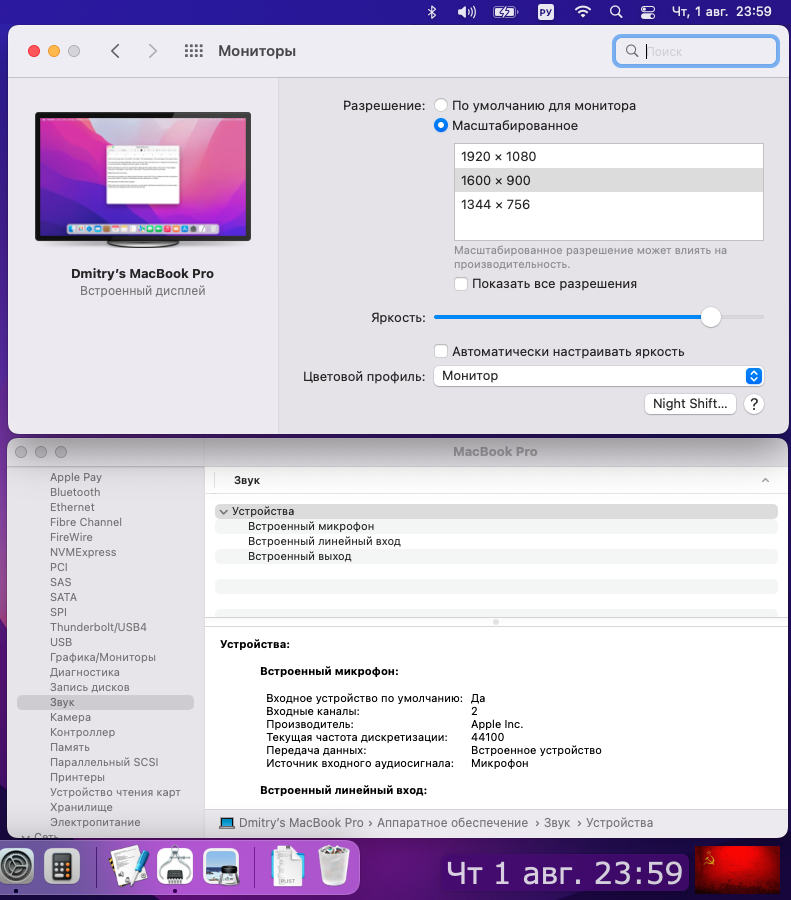 РУ Чт, 1 авг. 23:59
Мониторы
Поиск
Разрешение: По умолчанию для монитора
Масштабированное
1920 × 1080
1600 × 900
1344 × 756
Масштабированное разрешение может влиять на
производительность.
Показать все разрешения
Dmitry’s MacBook Pro
Встроенный дисплей
Яркость:
Автоматически настраивать яркость
Цветовой профиль: Монитор
Night Shift... ?
MacBook Pro
Apple Pay
Bluetooth
Ethernet
Fibre Channel
FireWire
NVMExpress
PCI
SAS
SATA
SPI
Thunderbolt/USB4
USB
Графика/Мониторы
Диагностика
Запись дисков
Звук
Камера
Контроллер
Память
Параллельный SCSI
Принтеры
Устройство чтения карт
Хранилище
Электропитание
Сеть
Звук
Устройства
Встроенный микрофон
Встроенный линейный вход
Встроенный выход
Устройства:
Встроенный микрофон:
Входное устройство по умолчанию: Да
Входные каналы: 2
Производитель: Apple Inc.
Текущая частота дискретизации: 44100
Передача данных: Встроенное устройство
Источник входного аудиосигнала: Микрофон
Встроенный линейный вход:
Dmitry’s MacBook Pro › Аппаратное обеспечение › Звук › Устройства
PLIST
Чт 1 авг. 23:59